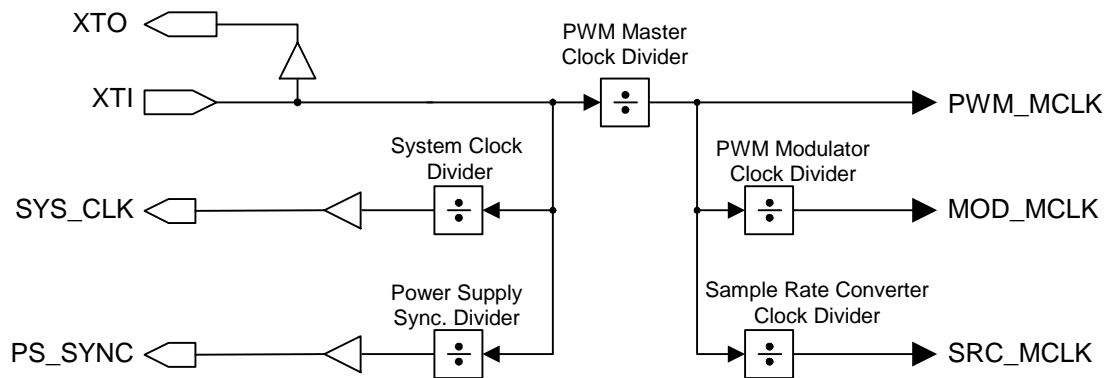 XTO
PWM Master
Clock Divider
XTI
÷
PWM_MCLK
System Clock
Divider
PWM Modulator
Clock Divider
SYS_CLK
÷
÷
MOD_MCLK
Power Supply
Sync. Divider
Sample Rate Converter
Clock Divider
PS_SYNC
÷
÷
SRC_MCLK